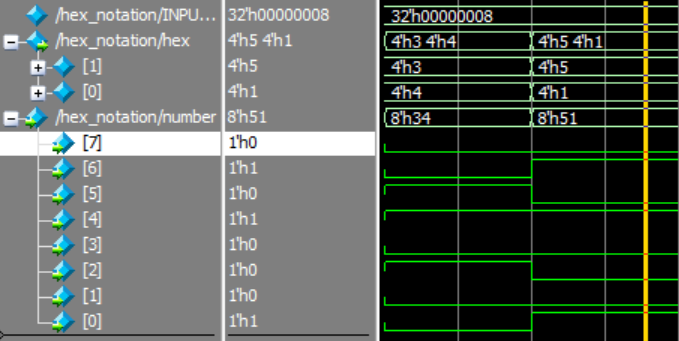 /hex_notation/INPU... 32'h00000008 32'h00000008
/hex_notation/hex 4'h5 4'h1 4'h3 4'h4 4'h5 4'h1
[1] 4'h5 4'h3 4'h5
[0] 4'h1 4'h4 4'h1
/hex_notation/number 8'h51 8'h34 8'h51
[7] 1'h0
[6] 1'h1
[5] 1'h0
[4] 1'h1
[3] 1'h0
[2] 1'h0
[1] 1'h0
[0] 1'h1